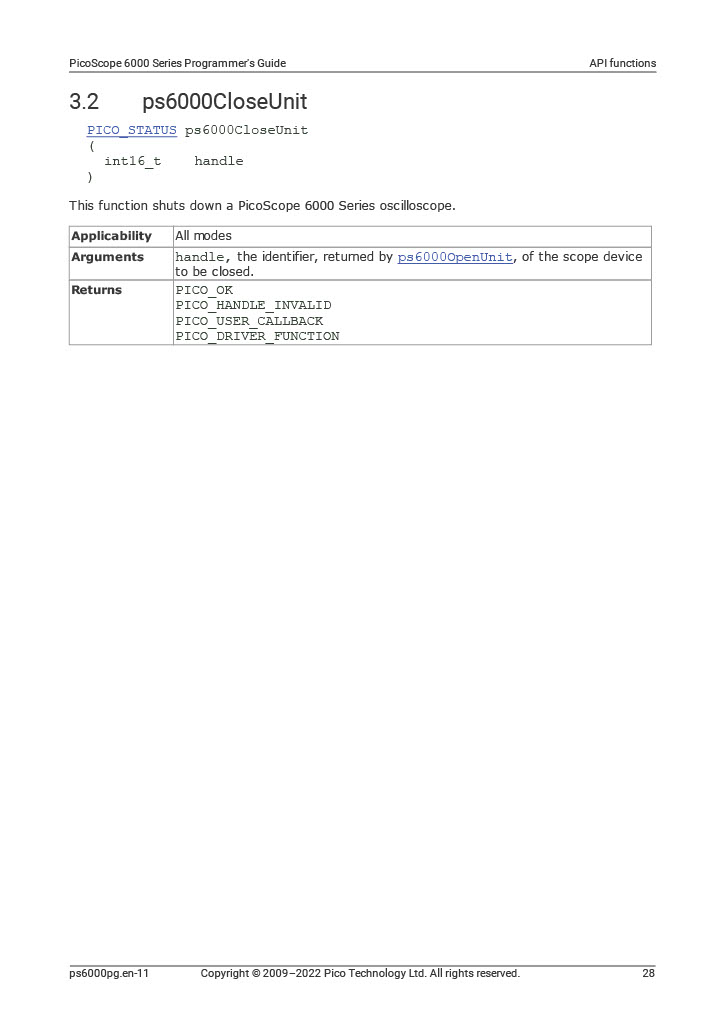 PicoScope 6000 Series Programmer's Guide API functions
3.2 ps6000CloseUnit
PICO_STATUS ps6000CloseUnit
(
int16_t handle
)
This function shuts down a PicoScope 6000 Series oscilloscope.
Applicability All modes
Arguments handle, the identifier, returned by ps6000OpenUnit, of the scope device
to be closed.
Returns PICO_OK
PICO_HANDLE_INVALID
PICO_USER_CALLBACK
PICO_DRIVER_FUNCTION
ps6000pg.en-11 Copyright © 2009–2022 Pico Technology Ltd. All rights reserved. 28